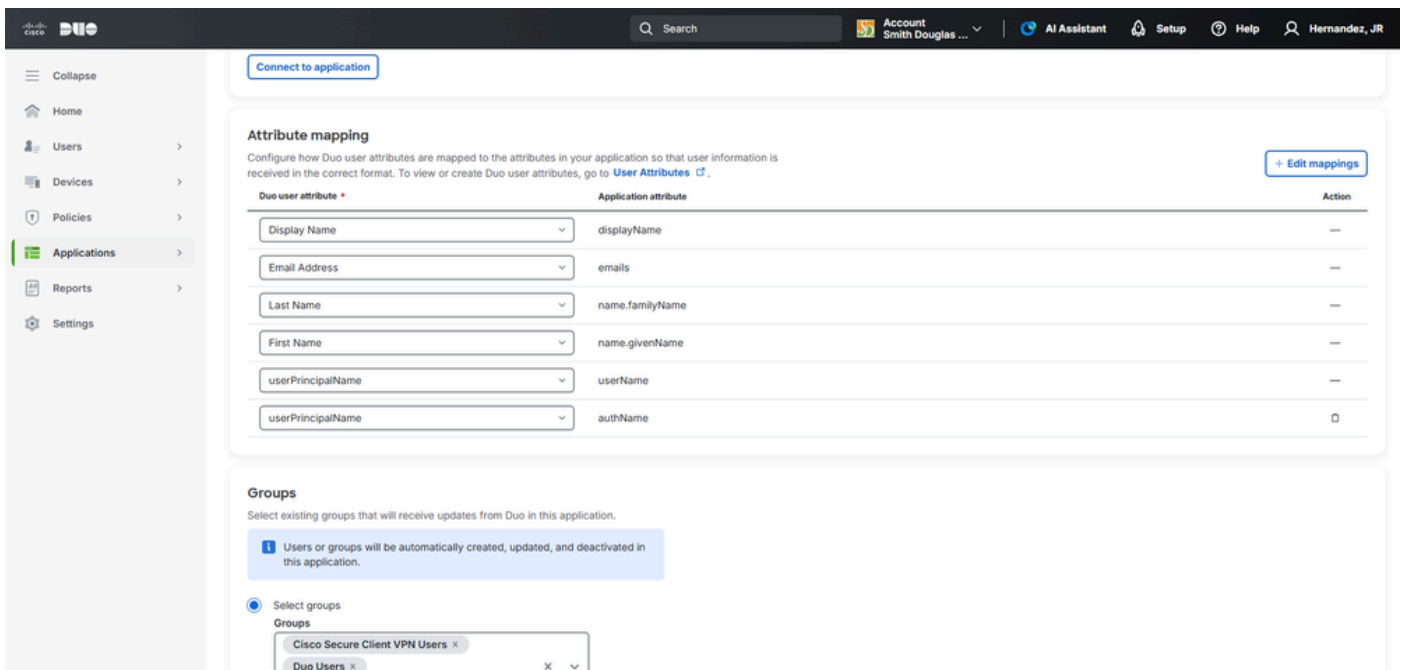 CISCO DUO
Search
Account
Smith Douglas ...
AI Assistant
Setup
Help
Hernandez, JR
Collapse
Home
Users
Devices
Policies
Applications
Reports
Settings
Connect to application
Attribute mapping
Configure how Duo user attributes are mapped to the attributes in your application so that user information is
received in the correct format. To view or create Duo user attributes, go to User Attributes .
+ Edit mappings
Duo user attribute * Application attribute Action
Display Name displayName —
Email Address emails —
Last Name name.familyName —
First Name name.givenName —
userPrincipalName userName —
userPrincipalName authName
Groups
Select existing groups that will receive updates from Duo in this application.
Users or groups will be automatically created, updated, and deactivated in
this application.
Select groups
Groups
Cisco Secure Client VPN Users ×
Duo Users ×